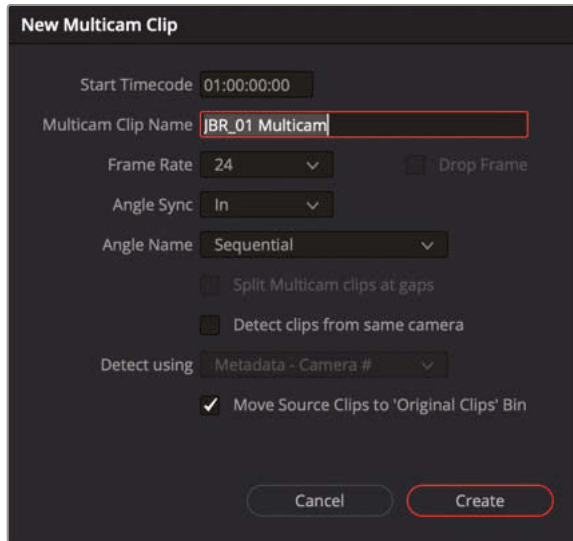 New Multicam Clip
Start Timecode 01:00:00:00
Multicam Clip Name JBR_01 Multicam
Frame Rate 24 Drop Frame
Angle Sync In
Angle Name Sequential
Split Multicam clips at gaps
Detect clips from same camera
Detect using Metadata - Camera #
Move Source Clips to 'Original Clips' Bin
Cancel Create